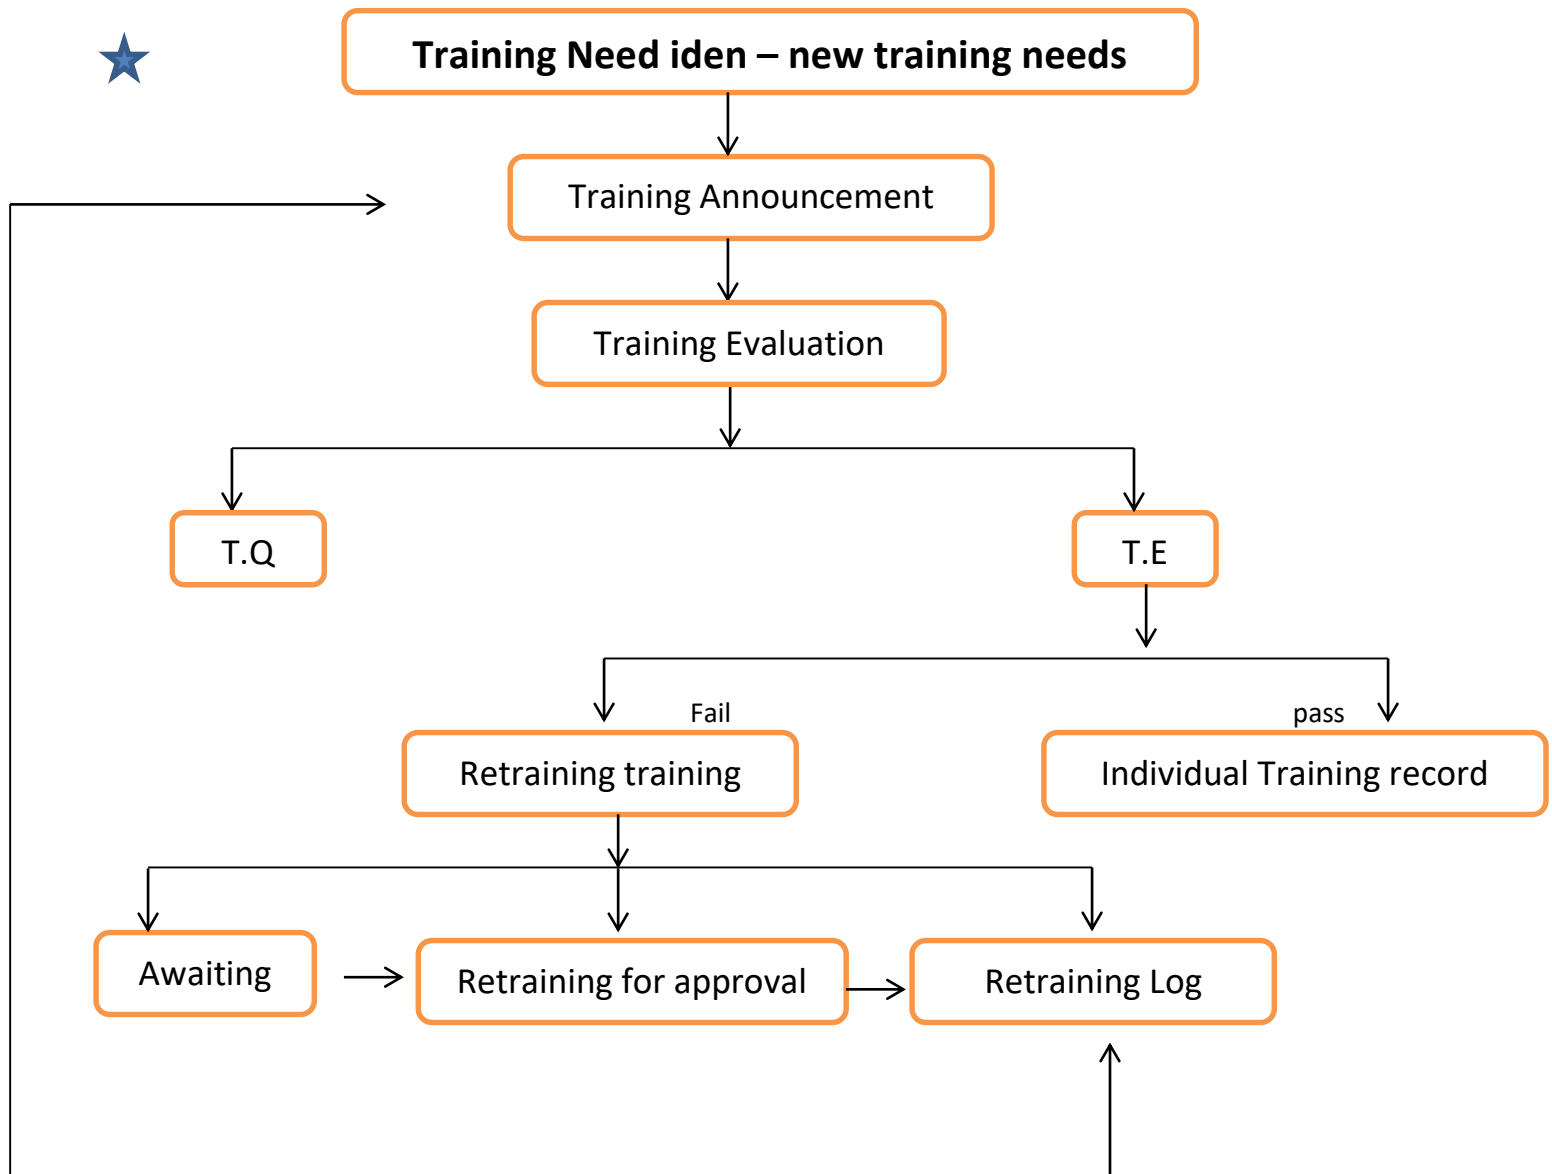 Training Need iden – new training needs
Training Announcement
Training Evaluation
T.Q
T.E
Fail
pass
Retraining training
Individual Training record
Awaiting
Retraining for approval
Retraining Log